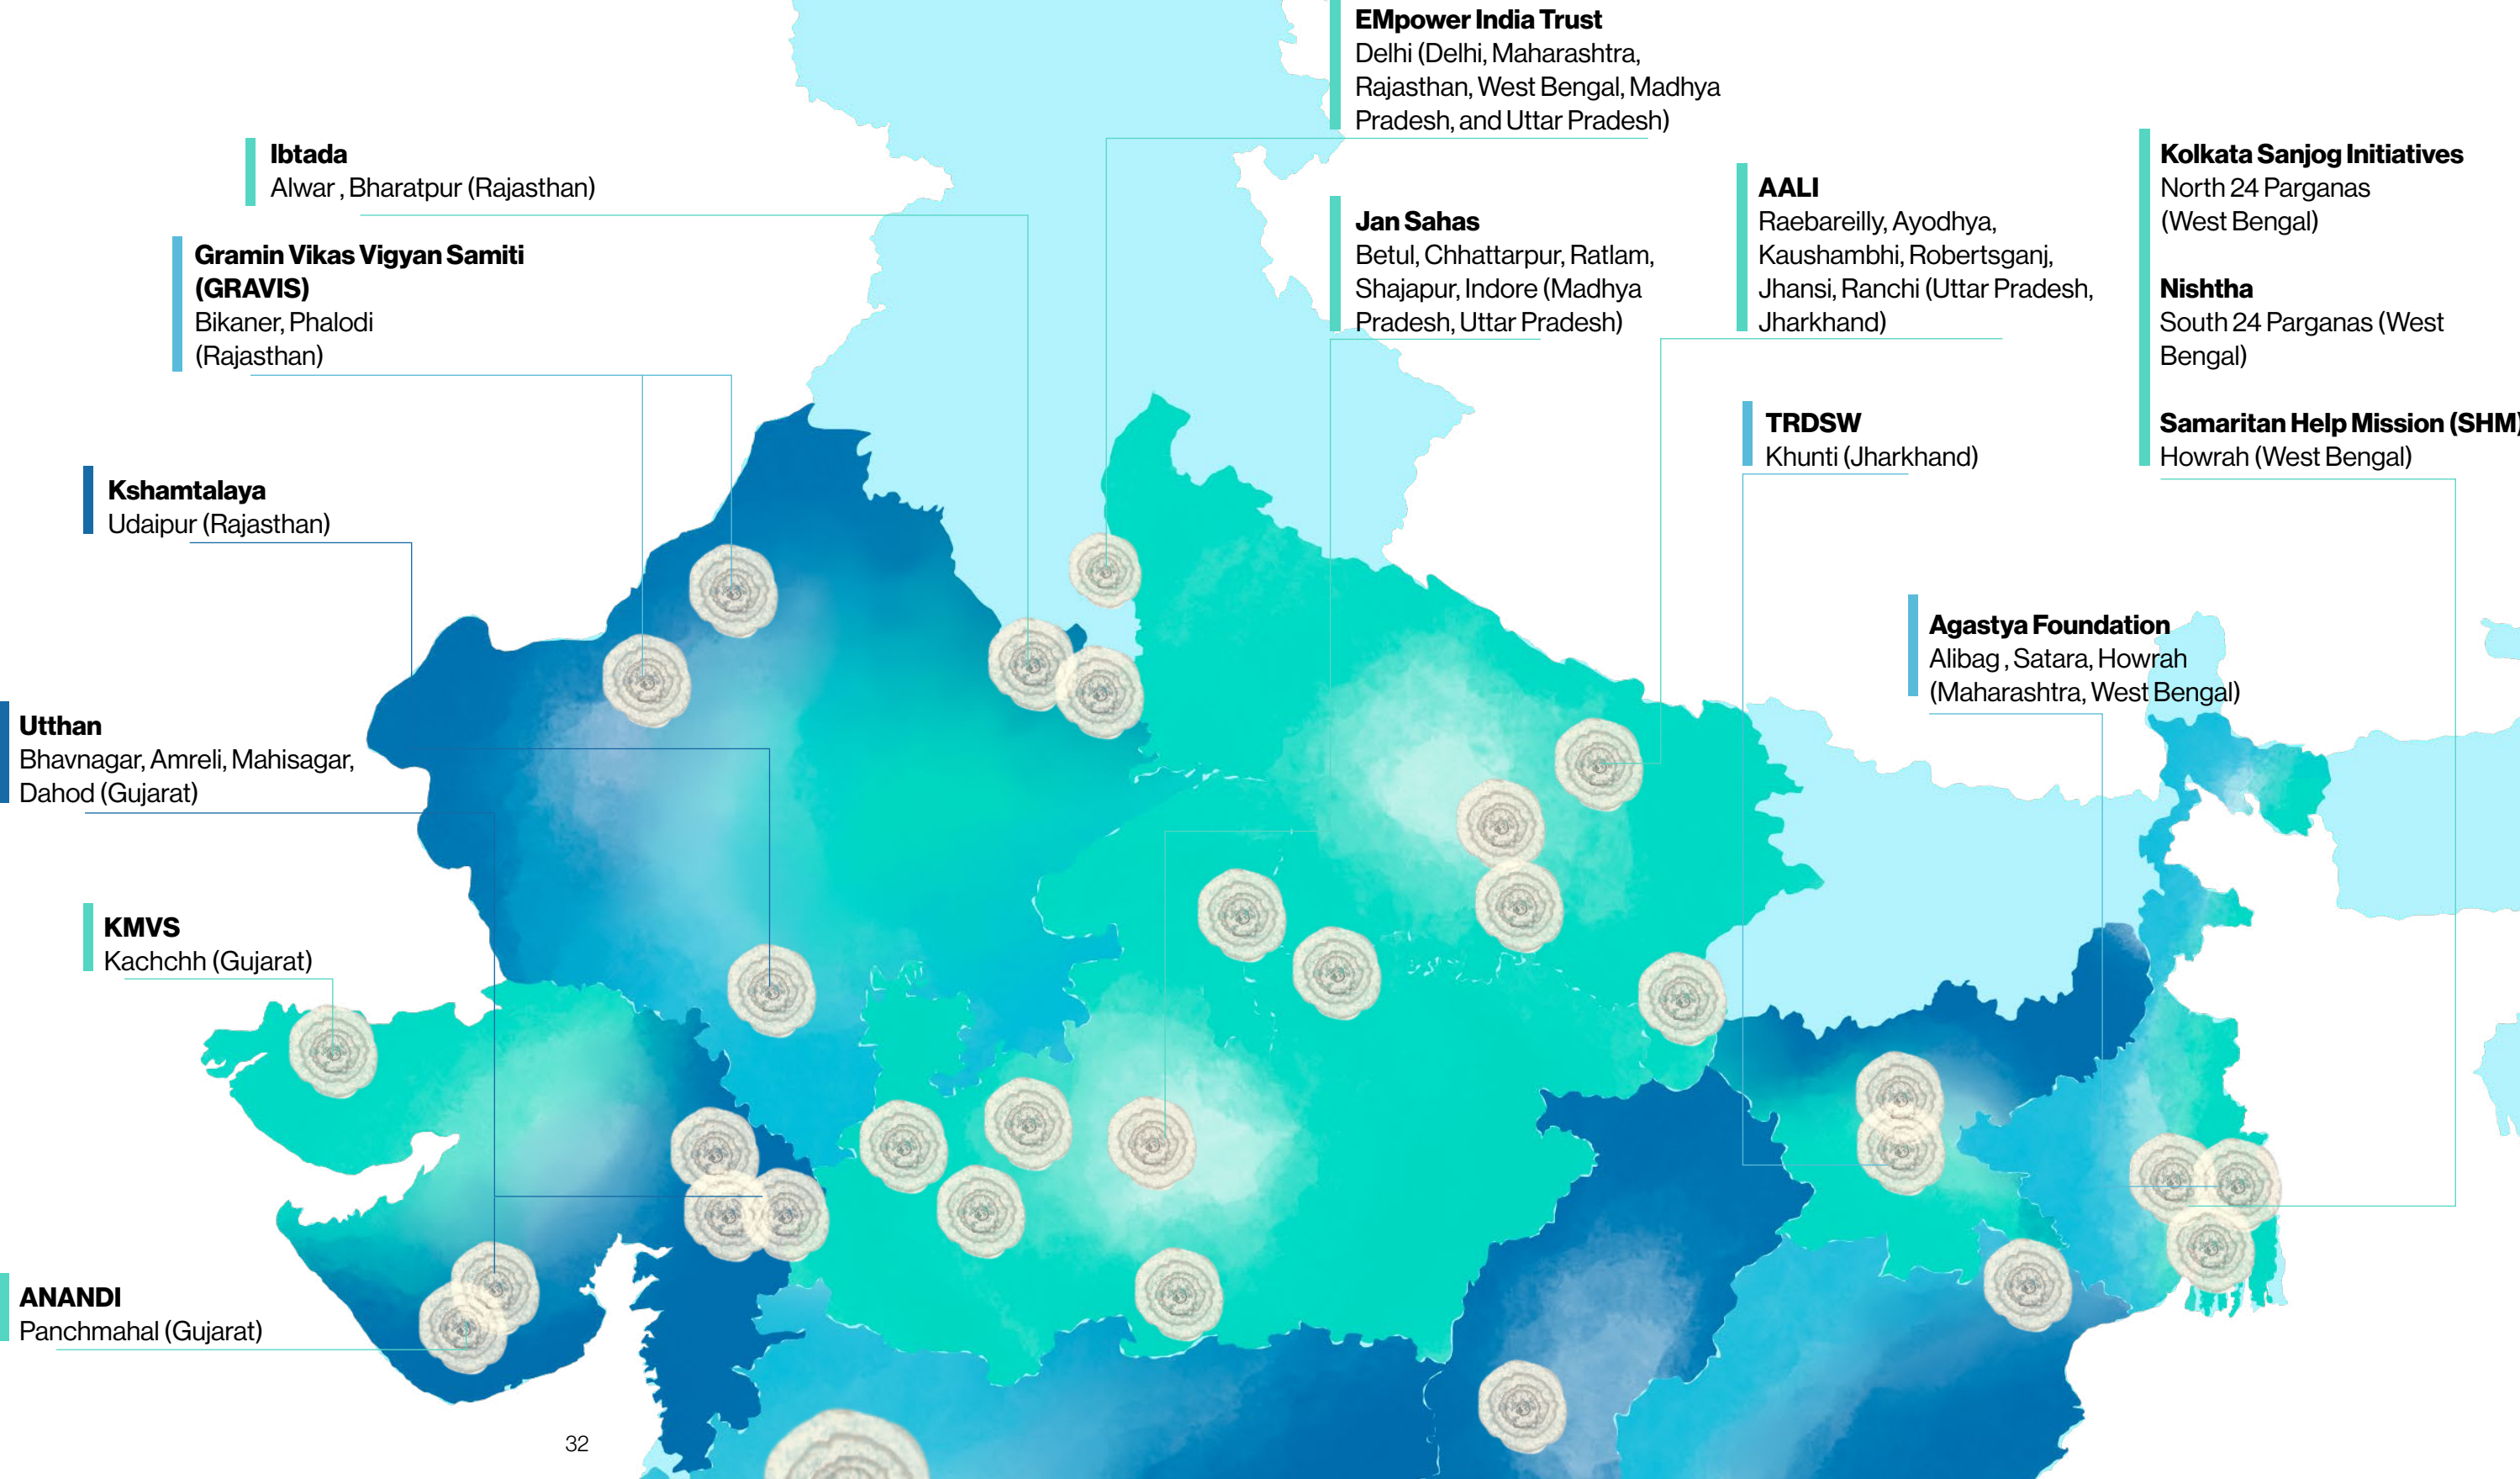 EMpower India Trust
Delhi (Delhi, Maharashtra,
Rajasthan, West Bengal, Madhya
Pradesh, and Uttar Pradesh)
Ibtada
Alwar , Bharatpur (Rajasthan)
Gramin Vikas Vigyan Samiti
(GRAVIS)
Bikaner, Phalodi
(Rajasthan)
Jan Sahas
Betul, Chhattarpur, Ratlam,
Shajapur, Indore (Madhya
Pradesh, Uttar Pradesh)
AALI
Raebareilly, Ayodhya,
Kaushambhi, Robertsganj,
Jhansi, Ranchi (Uttar Pradesh,
Jharkhand)
Kolkata Sanjog Initiatives
North 24 Parganas
(West Bengal)
Nishtha
South 24 Parganas (West
Bengal)
Samaritan Help Mission (SHM)
Howrah (West Bengal)
TRDSW
Khunti (Jharkhand)
Kshamtalaya
Udaipur (Rajasthan)
Agastya Foundation
Alibag , Satara, Howrah
(Maharashtra, West Bengal)
Utthan
Bhavnagar, Amreli, Mahisagar,
Dahod (Gujarat)
KMVS
Kachchh (Gujarat)
ANANDI
Panchmahal (Gujarat)
32